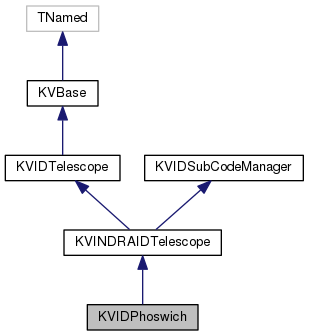 TNamed
KVBase
KVIDTelescope
KVIDSubCodeManager
KVINDRAIDTelescope
KVIDPhoswich